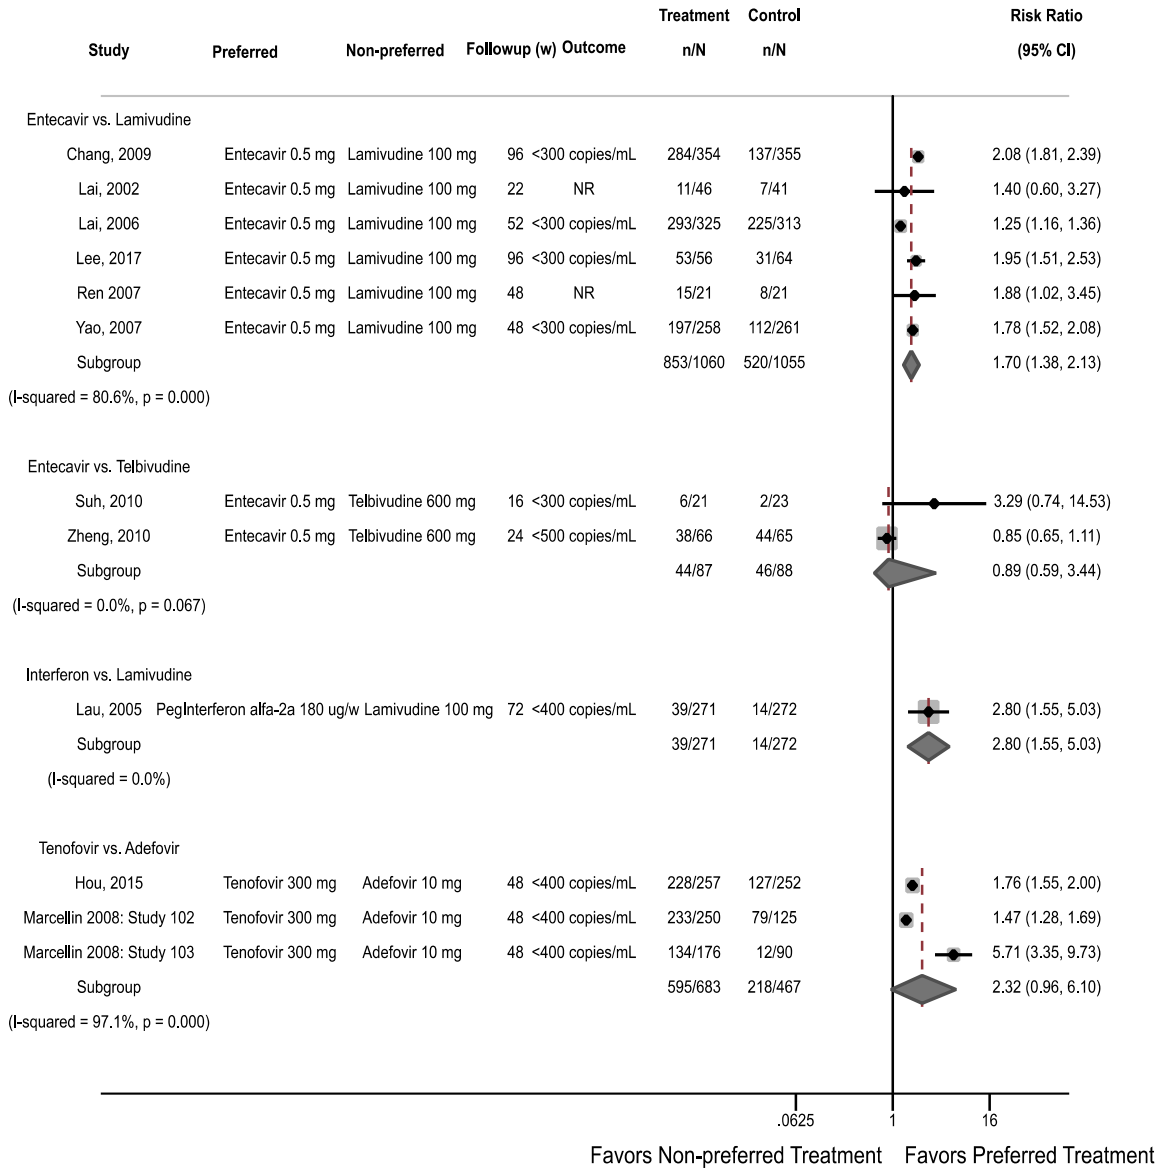 Treatment Control Risk Ratio
Study Preferred Non-preferred Followup (w) Outcome n/N n/N (95% CI)
Entecavir vs. Lamivudine
Chang, 2009 Entecavir 0.5 mg Lamivudine 100 mg 96 <300 copies/mL 284/354 137/355 2.08 (1.81, 2.39)
Lai, 2002 Entecavir 0.5 mg Lamivudine 100 mg 22 NR 11/46 7/41 1.40 (0.60, 3.27)
Lai, 2006 Entecavir 0.5 mg Lamivudine 100 mg 52 <300 copies/mL 293/325 225/313 1.25 (1.16, 1.36)
Lee, 2017 Entecavir 0.5 mg Lamivudine 100 mg 96 <300 copies/mL 53/56 31/64 1.95 (1.51, 2.53)
Ren 2007 Entecavir 0.5 mg Lamivudine 100 mg 48 NR 15/21 8/21 1.88 (1.02, 3.45)
Yao, 2007 Entecavir 0.5 mg Lamivudine 100 mg 48 <300 copies/mL 197/258 112/261 1.78 (1.52, 2.08)
Subgroup 853/1060 520/1055 1.70 (1.38, 2.13)
(I-squared = 80.6%, p = 0.000)
Entecavir vs. Telbivudine
Suh, 2010 Entecavir 0.5 mg Telbivudine 600 mg 16 <300 copies/mL 6/21 2/23 3.29 (0.74, 14.53)
Zheng, 2010 Entecavir 0.5 mg Telbivudine 600 mg 24 <500 copies/mL 38/66 44/65 0.85 (0.65, 1.11)
Subgroup 44/87 46/88 0.89 (0.59, 3.44)
(I-squared = 0.0%, p = 0.067)
Interferon vs. Lamivudine
Lau, 2005 PegInterferon alfa-2a 180 ug/w Lamivudine 100 mg 72 <400 copies/mL 39/271 14/272 2.80 (1.55, 5.03)
Subgroup 39/271 14/272 2.80 (1.55, 5.03)
(I-squared = 0.0%)
Tenofovir vs. Adefovir
Hou, 2015 Tenofovir 300 mg Adefovir 10 mg 48 <400 copies/mL 228/257 127/252 1.76 (1.55, 2.00)
Marcellin 2008: Study 102 Tenofovir 300 mg Adefovir 10 mg 48 <400 copies/mL 233/250 79/125 1.47 (1.28, 1.69)
Marcellin 2008: Study 103 Tenofovir 300 mg Adefovir 10 mg 48 <400 copies/mL 134/176 12/90 5.71 (3.35, 9.73)
Subgroup 595/683 218/467 2.32 (0.96, 6.10)
(I-squared = 97.1%, p = 0.000)
.0625 1 16
Favors Non-preferred Treatment Favors Preferred Treatment